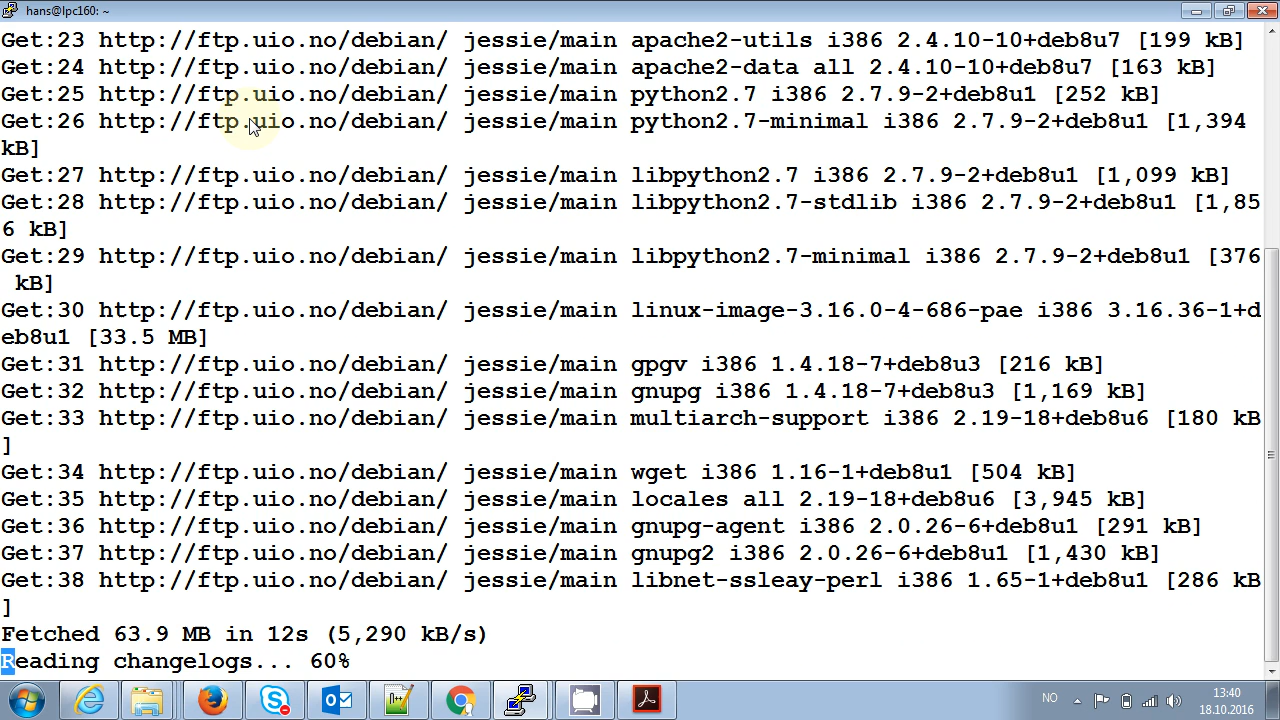 hans@lpc160: ~
Get:23 http://ftp.uio.no/debian/ jessie/main apache2-utils i386 2.4.10-10+deb8u7 [199 kB]
Get:24 http://ftp.uio.no/debian/ jessie/main apache2-data all 2.4.10-10+deb8u7 [163 kB]
Get:25 http://ftp.uio.no/debian/ jessie/main python2.7 i386 2.7.9-2+deb8u1 [252 kB]
Get:26 http://ftp.uio.no/debian/ jessie/main python2.7-minimal i386 2.7.9-2+deb8u1 [1,394
kB]
Get:27 http://ftp.uio.no/debian/ jessie/main libpython2.7 i386 2.7.9-2+deb8u1 [1,099 kB]
Get:28 http://ftp.uio.no/debian/ jessie/main libpython2.7-stdlib i386 2.7.9-2+deb8u1 [1,85
6 kB]
Get:29 http://ftp.uio.no/debian/ jessie/main libpython2.7-minimal i386 2.7.9-2+deb8u1 [376
kB]
Get:30 http://ftp.uio.no/debian/ jessie/main linux-image-3.16.0-4-686-pae i386 3.16.36-1+d
eb8u1 [33.5 MB]
Get:31 http://ftp.uio.no/debian/ jessie/main gpgv i386 1.4.18-7+deb8u3 [216 kB]
Get:32 http://ftp.uio.no/debian/ jessie/main gnupg i386 1.4.18-7+deb8u3 [1,169 kB]
Get:33 http://ftp.uio.no/debian/ jessie/main multiarch-support i386 2.19-18+deb8u6 [180 kB
]
Get:34 http://ftp.uio.no/debian/ jessie/main wget i386 1.16-1+deb8u1 [504 kB]
Get:35 http://ftp.uio.no/debian/ jessie/main locales all 2.19-18+deb8u6 [3,945 kB]
Get:36 http://ftp.uio.no/debian/ jessie/main gnupg-agent i386 2.0.26-6+deb8u1 [291 kB]
Get:37 http://ftp.uio.no/debian/ jessie/main gnupg2 i386 2.0.26-6+deb8u1 [1,430 kB]
Get:38 http://ftp.uio.no/debian/ jessie/main libnet-ssleay-perl i386 1.65-1+deb8u1 [286 kB
]
Fetched 63.9 MB in 12s (5,290 kB/s)
Reading changelogs... 60%
NO
13:40
18.10.2016